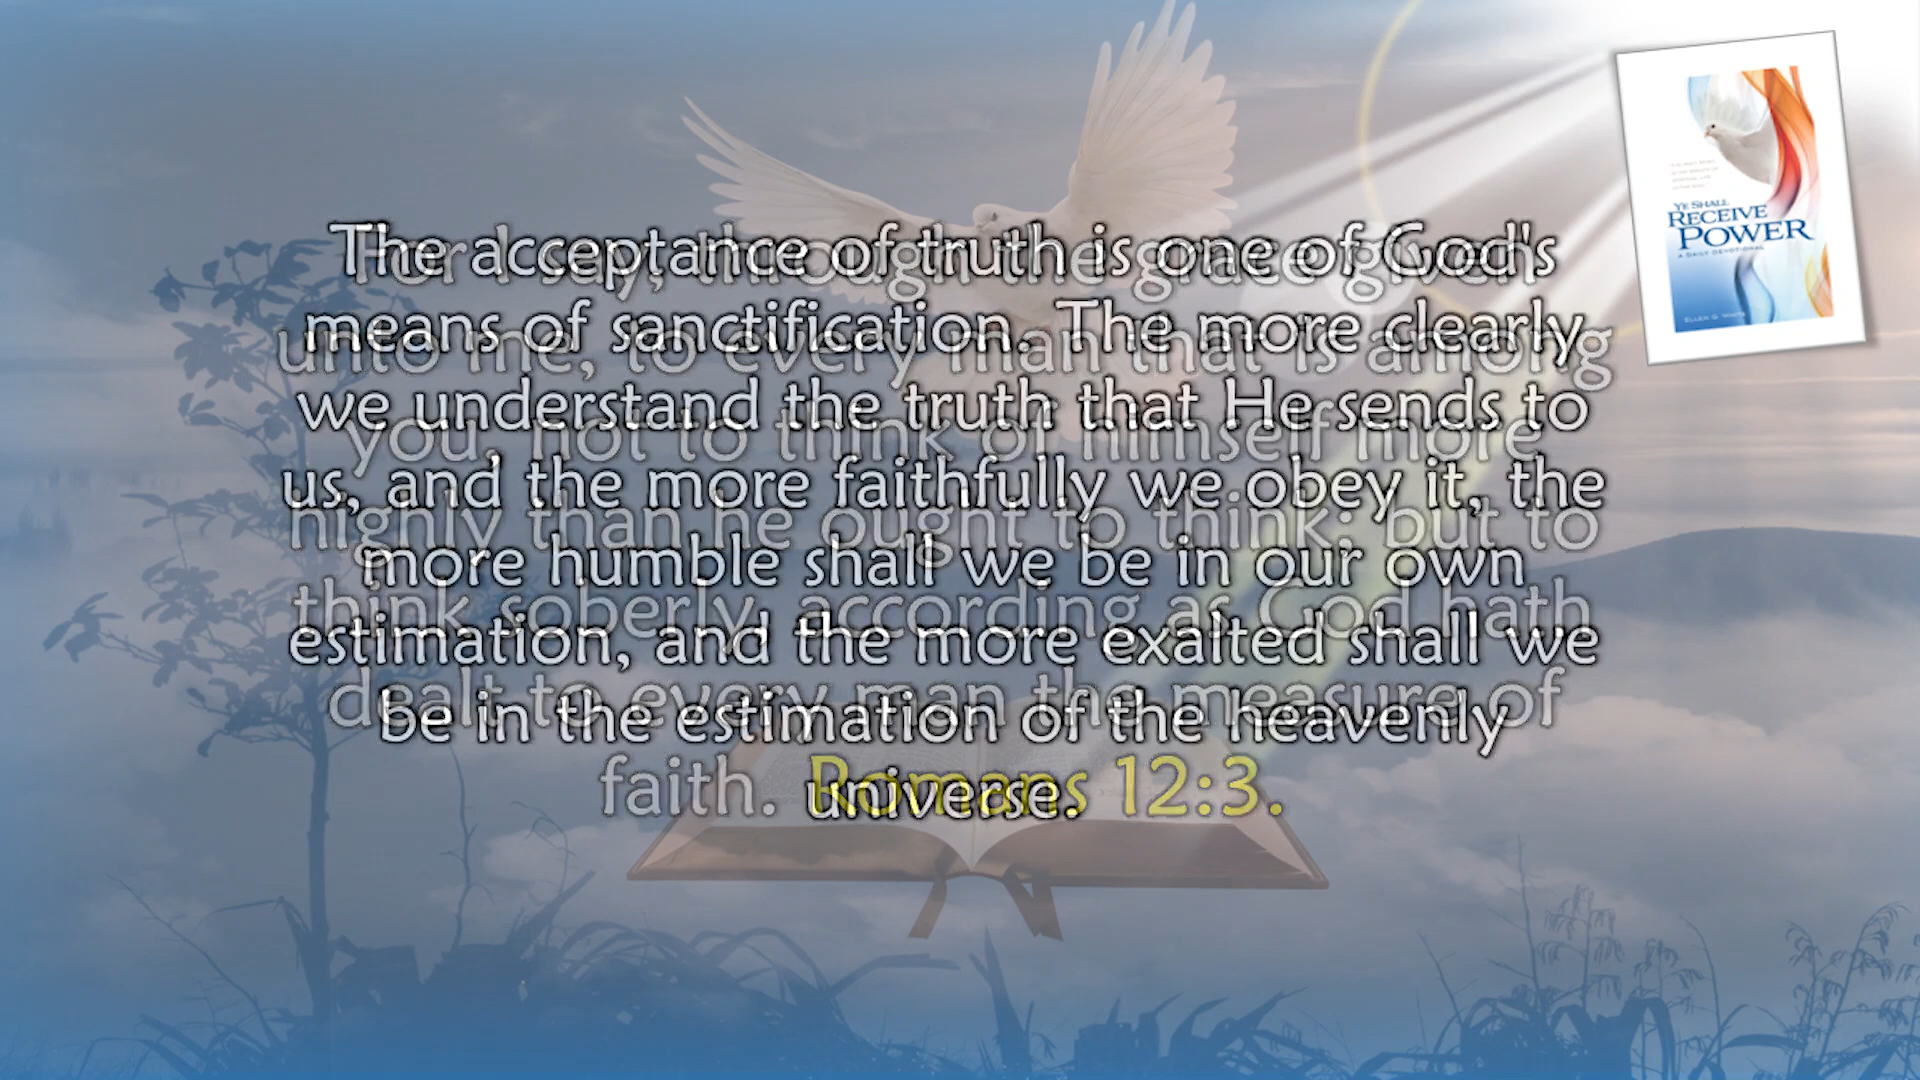 The acceptance of truth is one of God's
means of sanctification. The more clearly
we understand the truth that He sends to
us, and the more faithfully we obey it, the
more humble shall we be in our own
estimation, and the more exalted shall we
be in the estimation of the heavenly
universe.
For I say, through the grace given
unto me, to every man that is among
you, not to think of himself more
highly than he ought to think; but to
think soberly, according as God hath
dealt to every man the measure of
faith. Romans 12:3.
YE SHALL
RECEIVE
POWER
A DAILY DEVOTIONAL
ELLEN G. WHITE